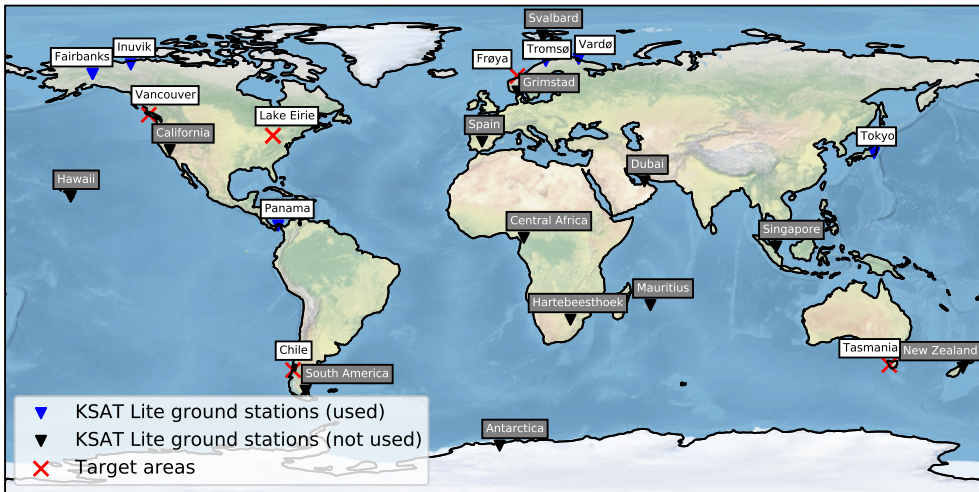 Svalbard
Fairbanks
Inuvik
Frøya
Tromsø
Vardø
Grimstad
Vancouver
Lake Eirie
California
Spain
Tokyo
Dubai
Hawaii
Panama
Central Africa
Singapore
Mauritius
Hartebeesthoek
Chile
Tasmania
New Zealand
South America
KSAT Lite ground stations (used)
KSAT Lite ground stations (not used)
Target areas
Antarctica